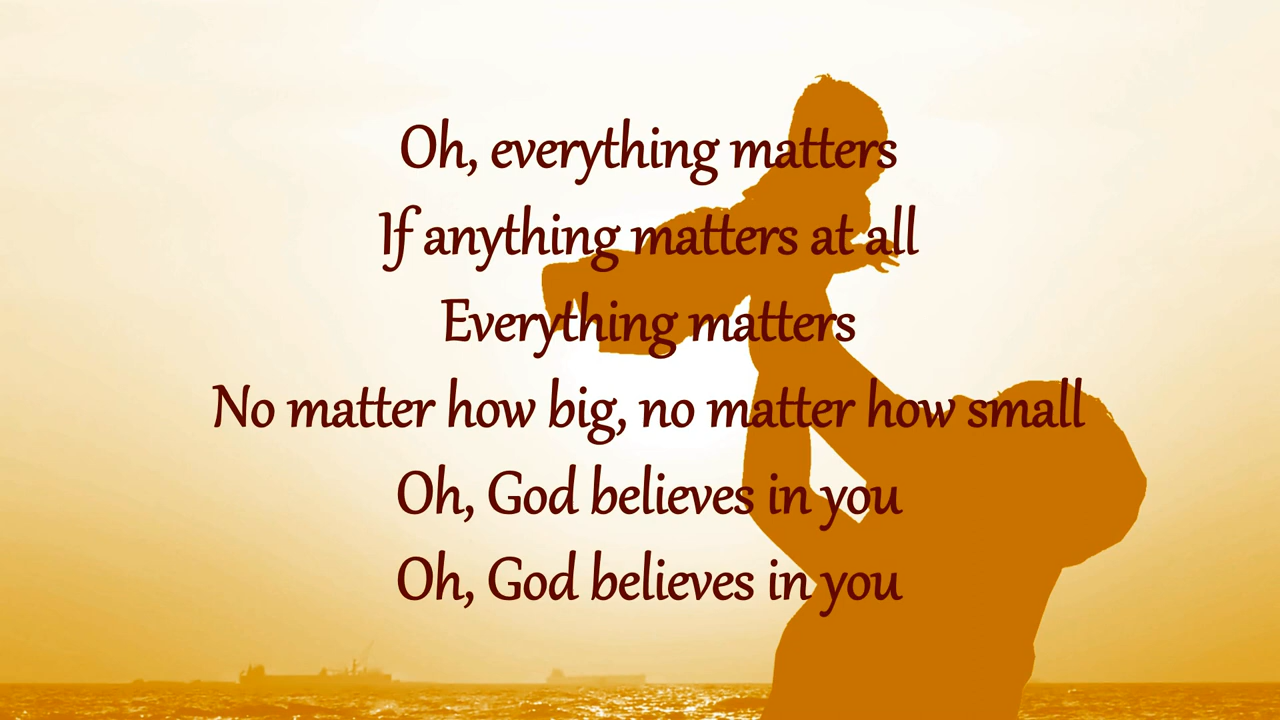 Oh, everything matters
If anything matters at all
Everything matters
No matter how big, no matter how small
Oh, God believes in you
Oh, God believes in you